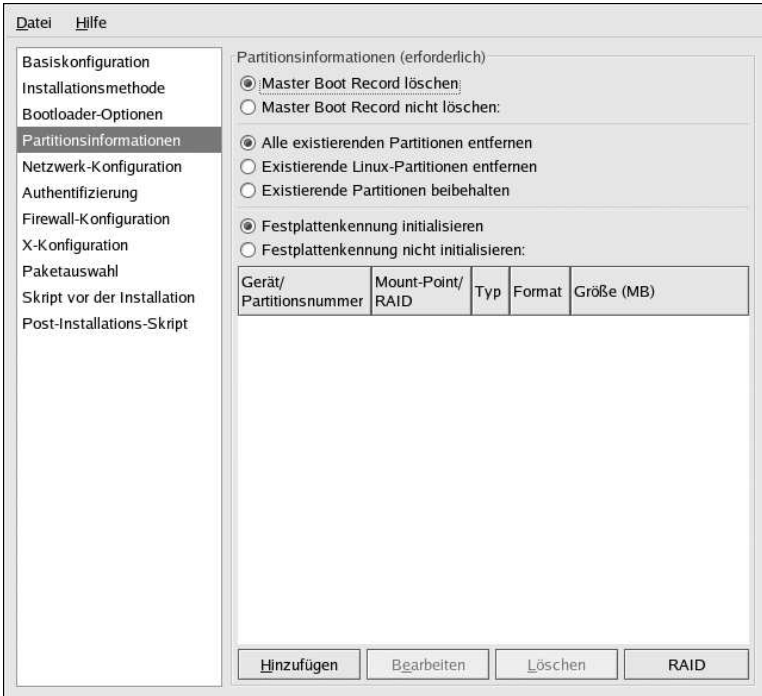 Datei Hilfe
Basiskonfiguration
Installationsmethode
Bootloader-Optionen
Partitionsinformationen
Netzwerk-Konfiguration
Authentifizierung
Firewall-Konfiguration
X-Konfiguration
Paketauswahl
Skript vor der Installation
Post-Installations-Skript
Partitionsinformationen (erforderlich)
Master Boot Record löschen
Master Boot Record nicht löschen:
Alle existierenden Partitionen entfernen
Existierende Linux-Partitionen entfernen
Existierende Partitionen beibehalten
Festplattenkennung initialisieren
Festplattenkennung nicht initialisieren:
Gerät/
Partitionsnummer
Mount-Point/
RAID
Typ
Format
Größe (MB)
Hinzufügen
Bearbeiten
Löschen
RAID